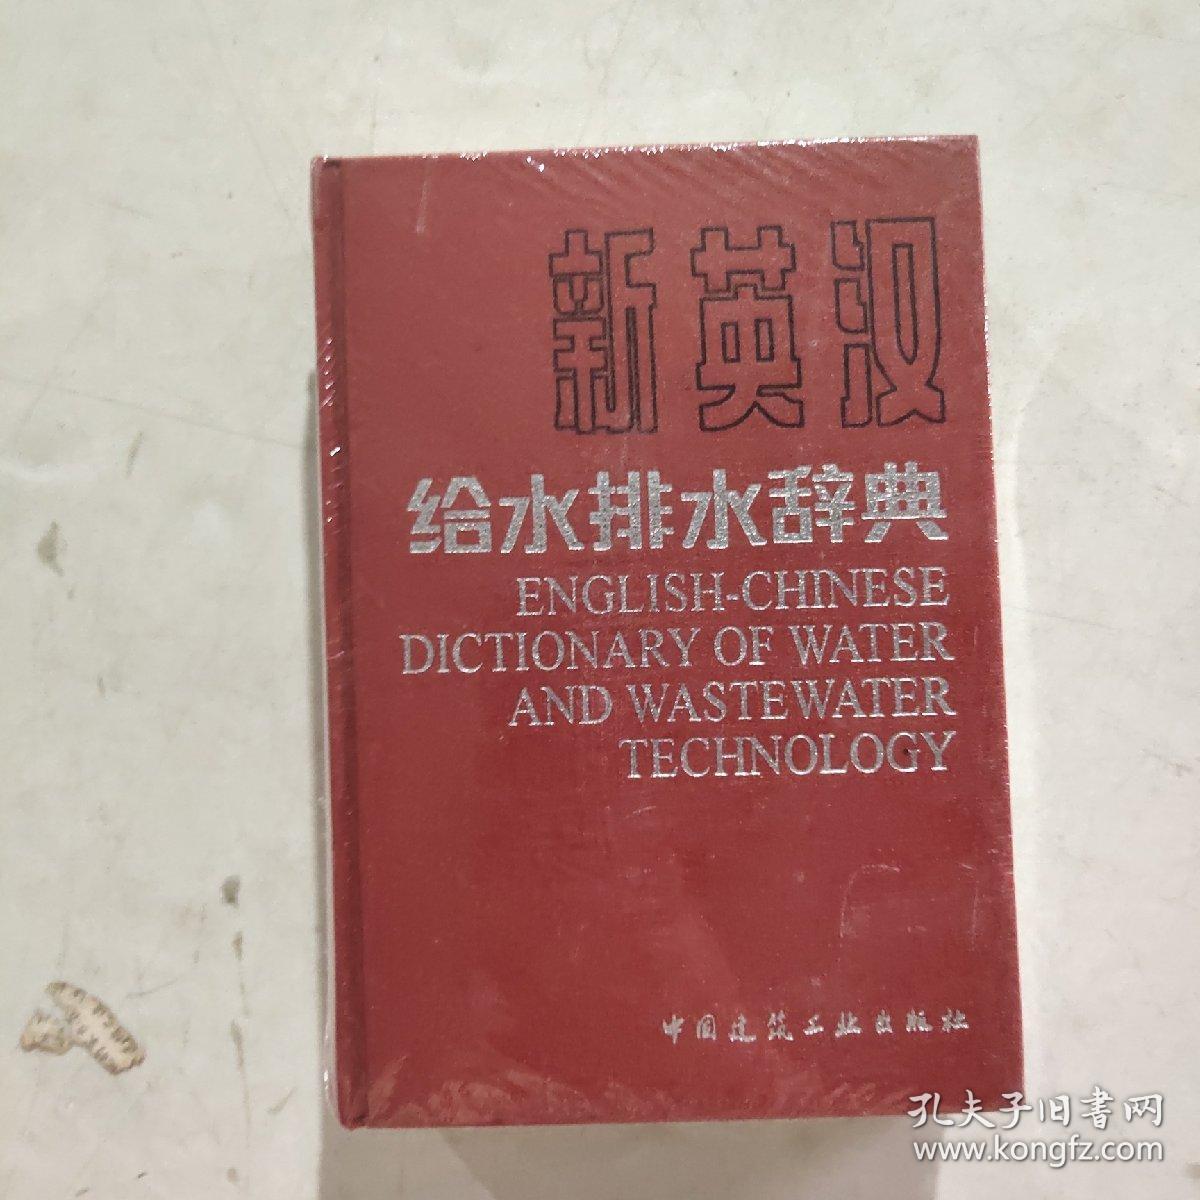 新英汉
给水排水辞典
ENGLISH-CHINESE
DICTIONARY OF WATER
AND WASTEWATER
TECHNOLOGY
中国建筑工业出版社
孔夫子旧书网
www.kongfz.com